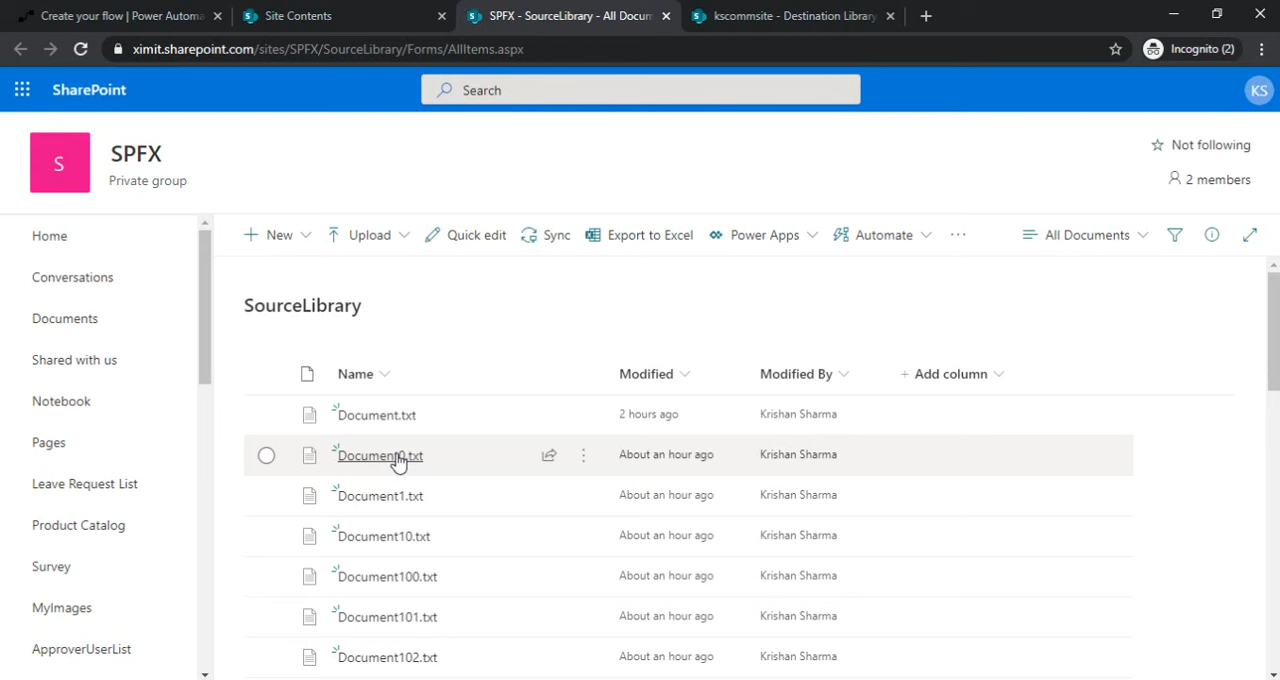 Create your flow | Power Automa
Site Contents
SPFX - SourceLibrary - All Docum
kscommsite - Destination Library
ximit.sharepoint.com/sites/SPFX/SourceLibrary/Forms/AllItems.aspx
Incognito (2)
SharePoint
Search
KS
S
SPFX
Private group
Not following
2 members
Home
Conversations
Documents
Shared with us
Notebook
Pages
Leave Request List
Product Catalog
Survey
MyImages
ApproverUserList
New
Upload
Quick edit
Sync
Export to Excel
Power Apps
Automate
All Documents
SourceLibrary
Name Modified Modified By + Add column
Document.txt 2 hours ago Krishan Sharma
Document0.txt About an hour ago Krishan Sharma
Document1.txt About an hour ago Krishan Sharma
Document10.txt About an hour ago Krishan Sharma
Document100.txt About an hour ago Krishan Sharma
Document101.txt About an hour ago Krishan Sharma
Document102.txt About an hour ago Krishan Sharma